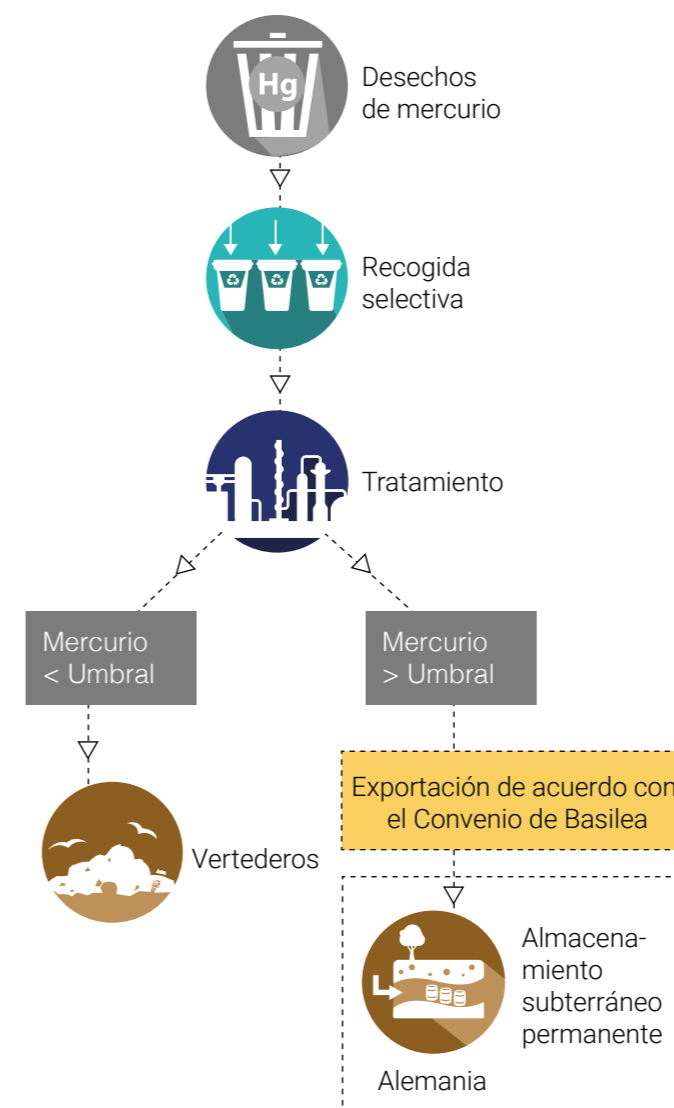 Hg
Desechos
de mercurio
Recogida
selectiva
Tratamiento
Mercurio
< Umbral
Mercurio
> Umbral
Exportación de acuerdo con
el Convenio de Basilea
Vertederos
Almacena-
miento
subterráneo
permanente
Alemania